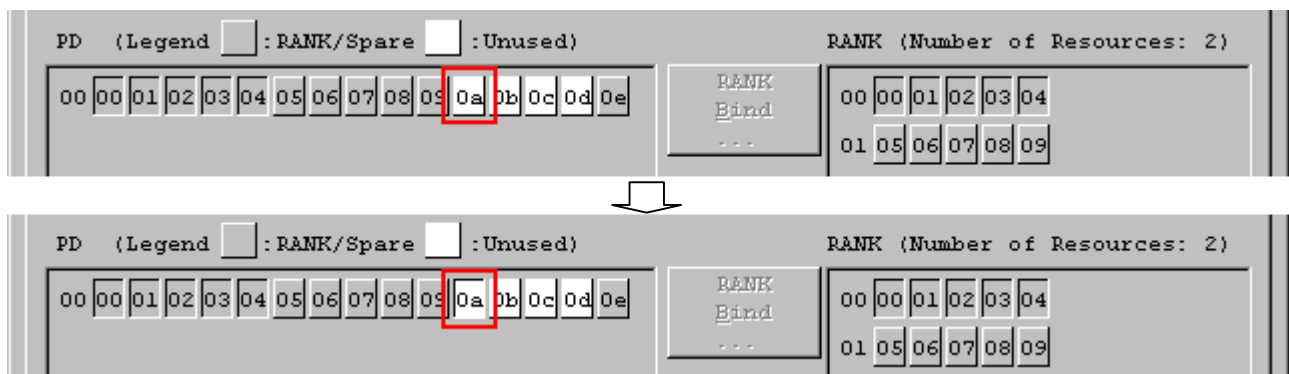 PD (Legend :RANK/Spare :Unused) RANK (Number of Resources: 2)
00 00 01 02 03 04 05 06 07 08 09 0a 0b 0c 0d 0e
RANK
Bind
...
00 00 01 02 03 04
01 05 06 07 08 09
PD (Legend :RANK/Spare :Unused) RANK (Number of Resources: 2)
00 00 01 02 03 04 05 06 07 08 09 0a 0b 0c 0d 0e
RANK
Bind
...
00 00 01 02 03 04
01 05 06 07 08 09